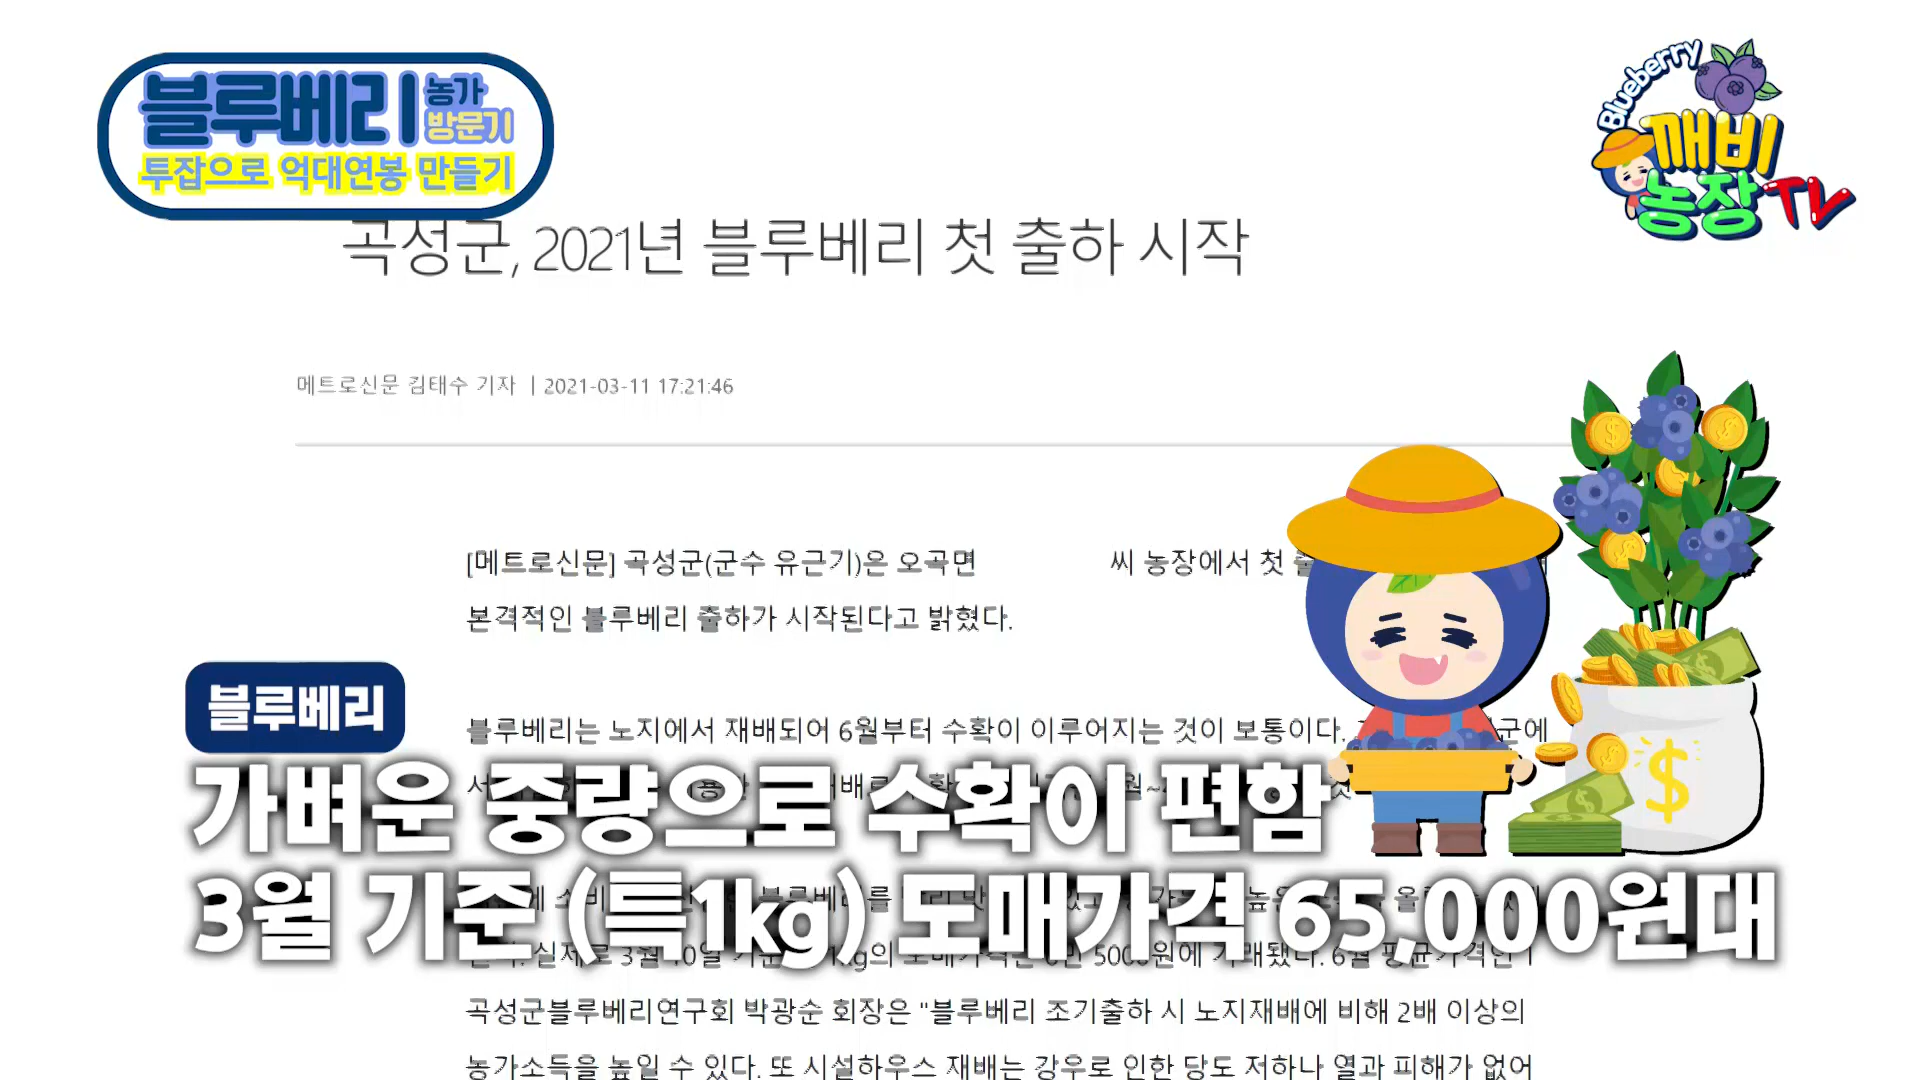 블루베리 농가 방문기
투잡으로 억대연봉 만들기
Blueberry
깨비
농장 TV
곡성군, 2021년 블루베리 첫 출하 시작
메트로신문 김태수 기자 | 2021-03-11 17:21:46
[메트로신문] 곡성군(군수 유근기)은 오곡면 씨 농장에서 첫
본격적인 블루베리 출하가 시작된다고 밝혔다.
블루베리는 노지에서 재배되어 6월부터 수확이 이루어지는 것이 보통이다.
블루베리
가벼운 중량으로 수확이 편함
3월 기준 (특1kg) 도매가격 65,000원대
곡성군블루베리연구회 박광순 회장은 "블루베리 조기출하 시 노지재배에 비해 2배 이상의
농가소득을 높일 수 있다. 또 시설하우스 재배는 강우로 인한 당도 저하나 열과 피해가 없어